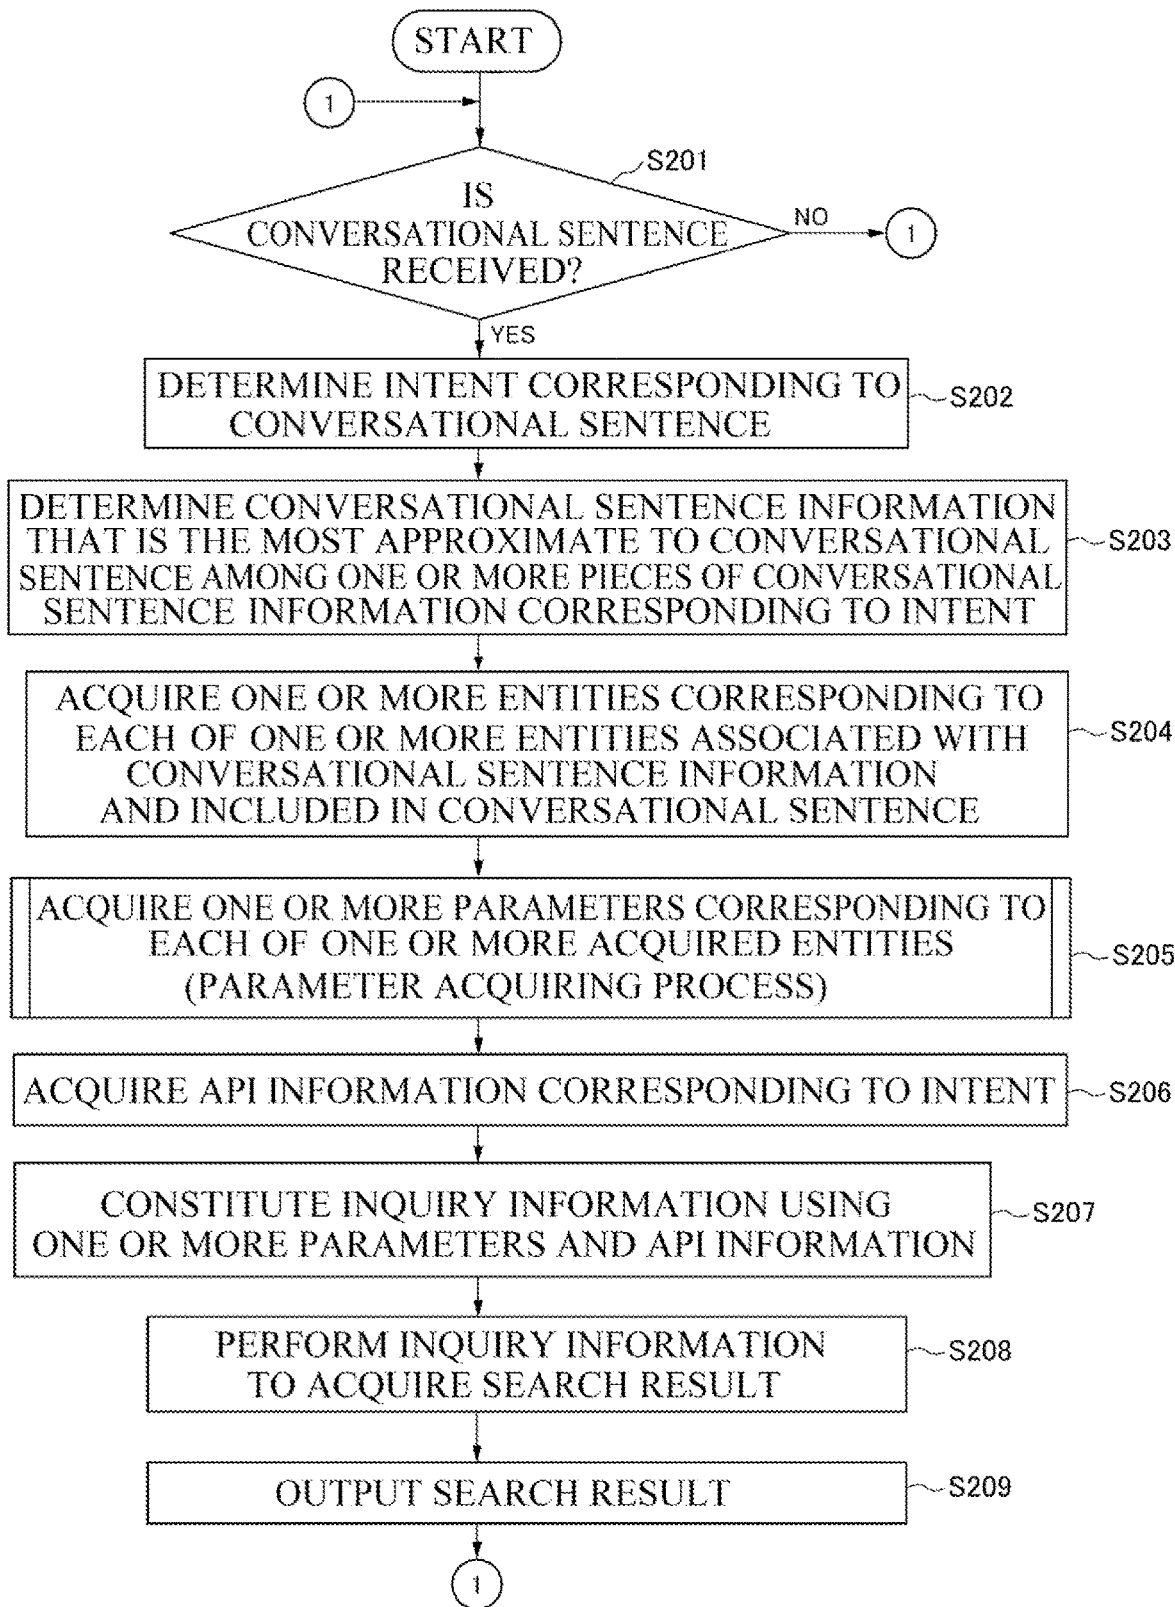 START
1
S201
IS
CONVERSATIONAL SENTENCE
RECEIVED?
NO
1
YES
DETERMINE INTENT CORRESPONDING TO
CONVERSATIONAL SENTENCE
S202
DETERMINE CONVERSATIONAL SENTENCE INFORMATION
THAT IS THE MOST APPROXIMATE TO CONVERSATIONAL
SENTENCE AMONG ONE OR MORE PIECES OF CONVERSATIONAL
SENTENCE INFORMATION CORRESPONDING TO INTENT
S203
ACQUIRE ONE OR MORE ENTITIES CORRESPONDING TO
EACH OF ONE OR MORE ENTITIES ASSOCIATED WITH
CONVERSATIONAL SENTENCE INFORMATION
AND INCLUDED IN CONVERSATIONAL SENTENCE
S204
ACQUIRE ONE OR MORE PARAMETERS CORRESPONDING TO
EACH OF ONE OR MORE ACQUIRED ENTITIES
(PARAMETER ACQUIRING PROCESS)
S205
ACQUIRE API INFORMATION CORRESPONDING TO INTENT
S206
CONSTITUTE INQUIRY INFORMATION USING
ONE OR MORE PARAMETERS AND API INFORMATION
S207
PERFORM INQUIRY INFORMATION
TO ACQUIRE SEARCH RESULT
S208
OUTPUT SEARCH RESULT
S209
1